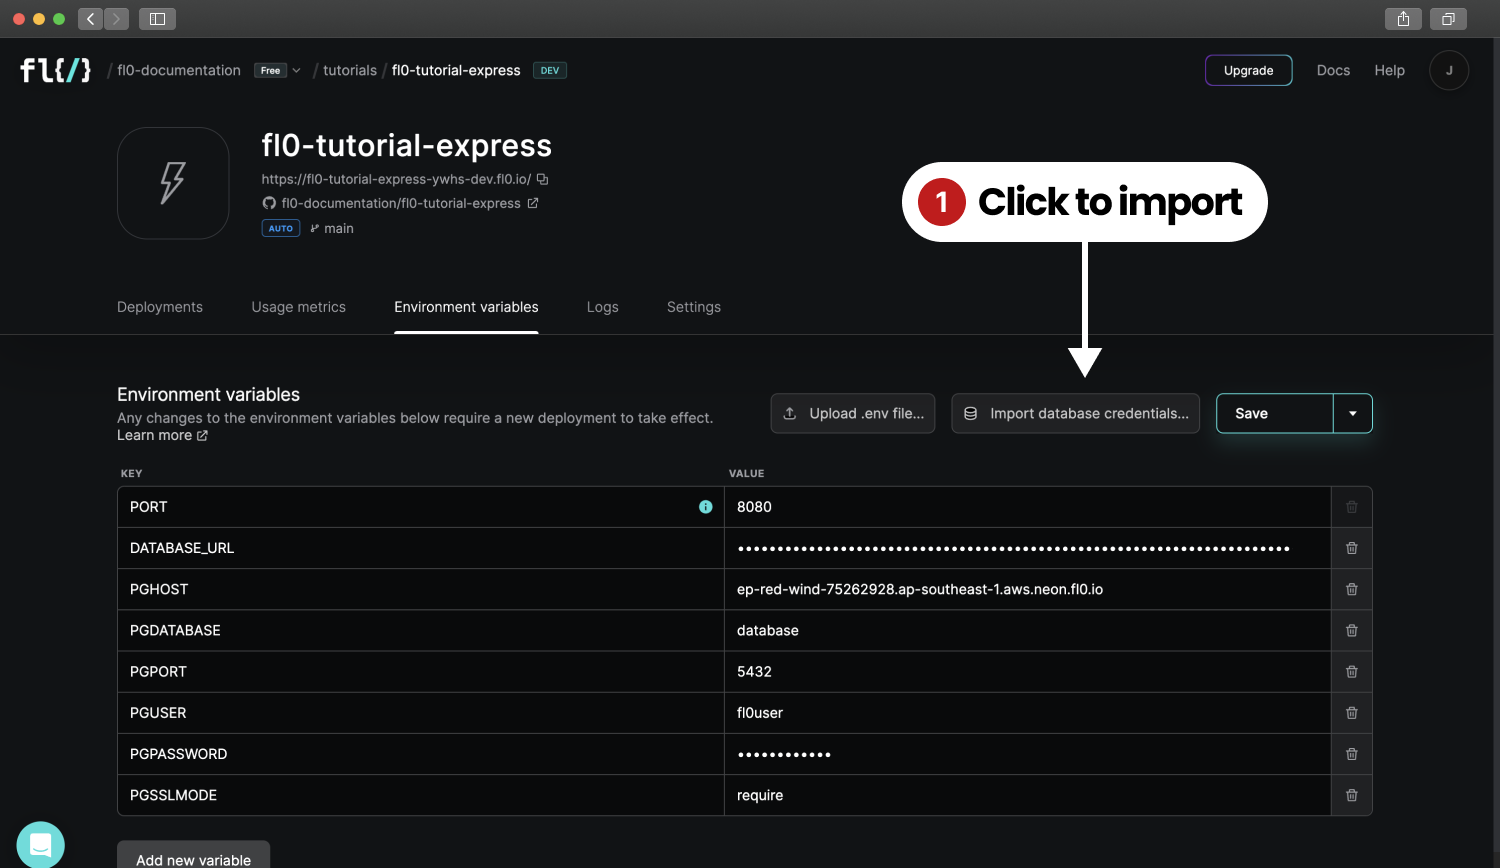 fl{/} / fl0-documentation Free / tutorials / fl0-tutorial-express DEV Upgrade Docs Help J
fl0-tutorial-express
https://fl0-tutorial-express-ywhs-dev.fl0.io/
fl0-documentation/fl0-tutorial-express
AUTO main
1 Click to import
Deployments Usage metrics Environment variables Logs Settings
Environment variables
Any changes to the environment variables below require a new deployment to take effect.
Learn more
Upload .env file... Import database credentials... Save
KEY VALUE
PORT 8080
DATABASE_URL ••••••••••••••••••••••••••••••••••••••••••••••••••••••••••••••••••••••
PGHOST ep-red-wind-75262928.ap-southeast-1.aws.neon.fl0.io
PGDATABASE database
PGPORT 5432
PGUSER fl0user
PGPASSWORD ••••••••••••
PGSSLMODE require
Add new variable